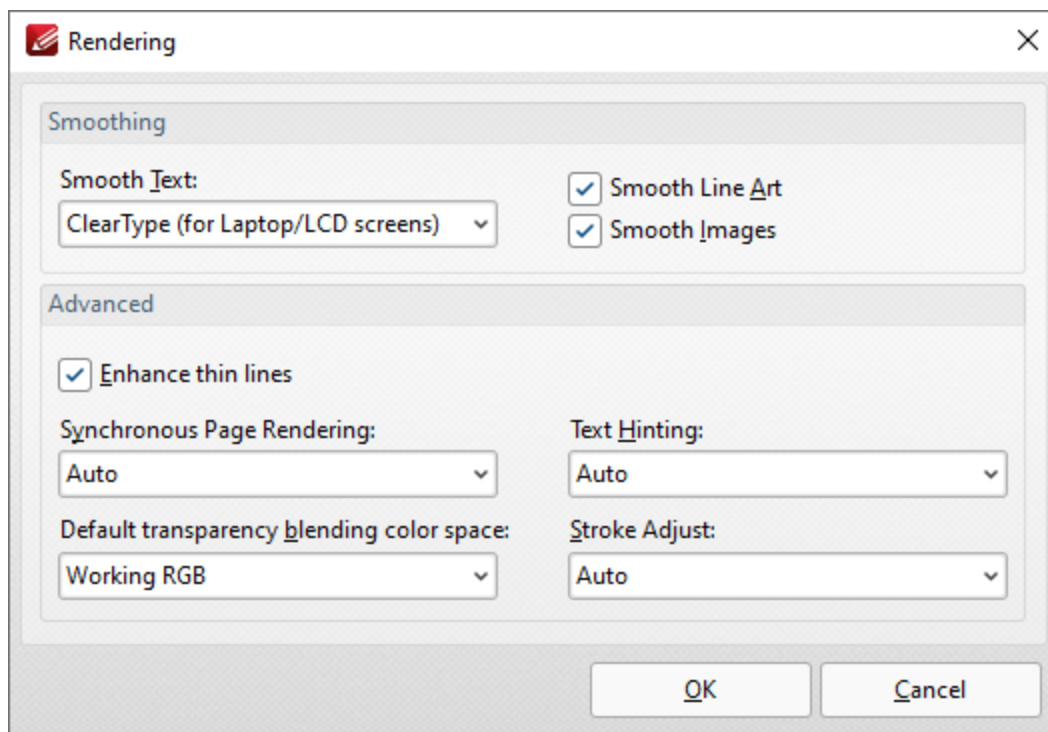 Rendering
Smoothing
Smooth Text:
ClearType (for Laptop/LCD screens)
Smooth Line Art
Smooth Images
Advanced
Enhance thin lines
Synchronous Page Rendering:
Auto
Text Hinting:
Auto
Default transparency blending color space:
Working RGB
Stroke Adjust:
Auto
OK
Cancel